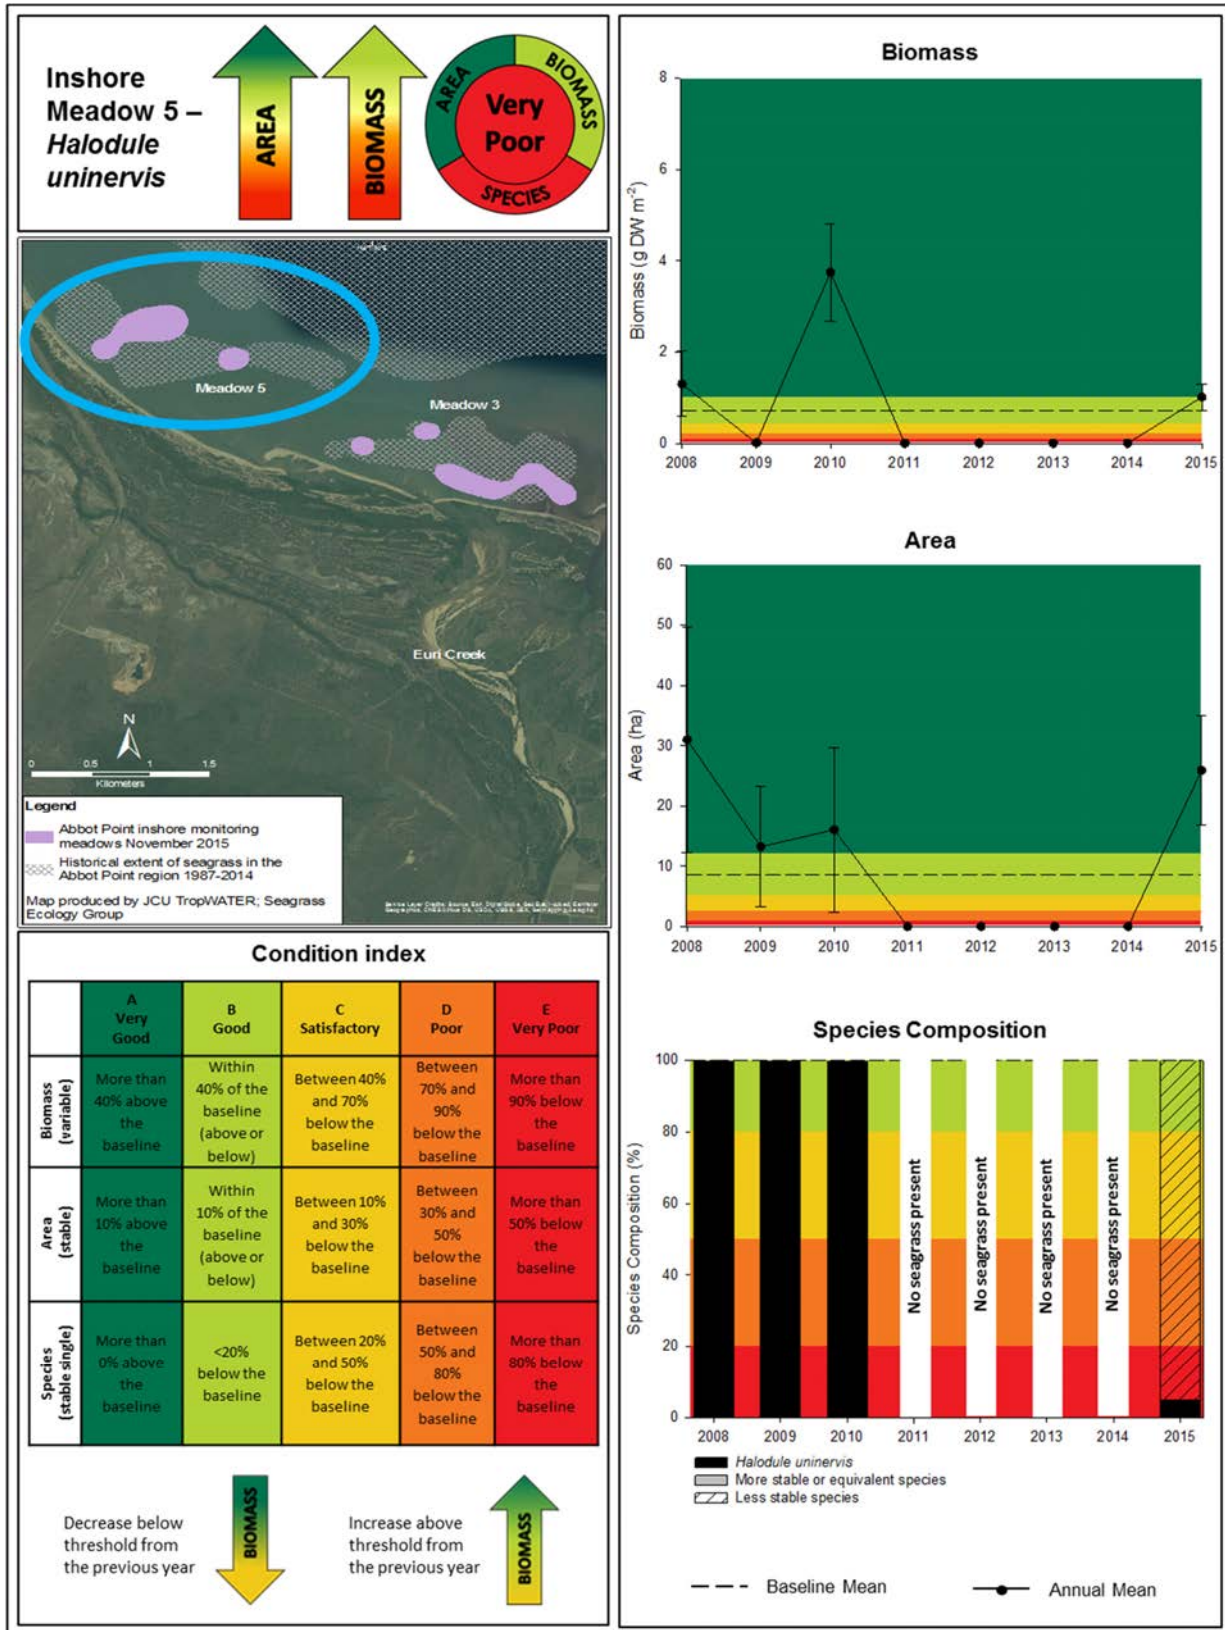 Inshore
Meadow 5 –
Halodule
uninervis
AREA
BIOMASS
AREA
BIOMASS
SPECIES
Very
Poor
Meadow 5
Meadow 3
Euri Creek
N
0 0.5 1 1.5
Kilometers
Legend
Abbot Point inshore monitoring
meadows November 2015
Historical extent of seagrass in the
Abbot Point region 1987-2014
Map produced by JCU TropWATER; Seagrass
Ecology Group
Condition index
A
Very
Good
B
Good
C
Satisfactory
D
Poor
E
Very Poor
Biomass
(variable)
More than
40% above
the
baseline
Within
40% of the
baseline
(above or
below)
Between 40%
and 70%
below the
baseline
Between
70% and
90%
below the
baseline
More than
90% below
the
baseline
Area
(stable)
More than
10% above
the
baseline
Within
10% of the
baseline
(above or
below)
Between 10%
and 30%
below the
baseline
Between
30% and
50%
below the
baseline
More than
50% below
the
baseline
Species
(stable single)
More than
0% above
the
baseline
<20%
below the
baseline
Between 20%
and 50%
below the
baseline
Between
50% and
80%
below the
baseline
More than
80% below
the
baseline
Decrease below
threshold from
the previous year
BIOMASS
Increase above
threshold from
the previous year
BIOMASS
Biomass
Biomass (g DW m-2)
8
6
4
2
0
2008 2009 2010 2011 2012 2013 2014 2015
Area
Area (ha)
60
50
40
30
20
10
0
2008 2009 2010 2011 2012 2013 2014 2015
Species Composition
Species Composition (%)
100
80
60
40
20
0
No seagrass present
No seagrass present
No seagrass present
No seagrass present
2008 2009 2010 2011 2012 2013 2014 2015
Halodule uninervis
More stable or equivalent species
Less stable species
Baseline Mean
Annual Mean